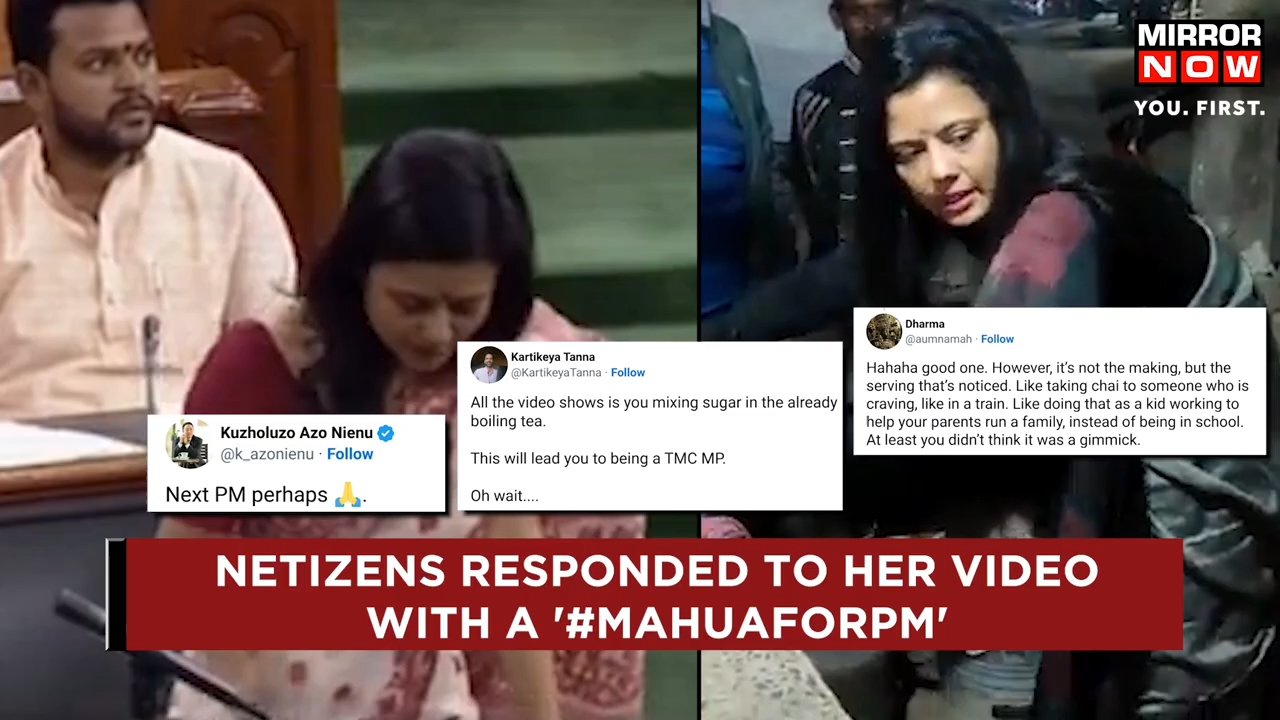 MIRROR
NOW
YOU. FIRST.
Dharma
@aumnamah · Follow
Hahaha good one. However, it's not the making, but the
serving that's noticed. Like taking chai to someone who is
craving, like in a train. Like doing that as a kid working to
help your parents run a family, instead of being in school.
At least you didn't think it was a gimmick.
Kartikeya Tanna
@KartikeyaTanna · Follow
All the video shows is you mixing sugar in the already
boiling tea.
This will lead you to being a TMC MP.
Oh wait....
Kuzholuzo Azo Nienu
@k_azonienu · Follow
Next PM perhaps 🙏.
NETIZENS RESPONDED TO HER VIDEO
WITH A '#MAHUAFORPM'